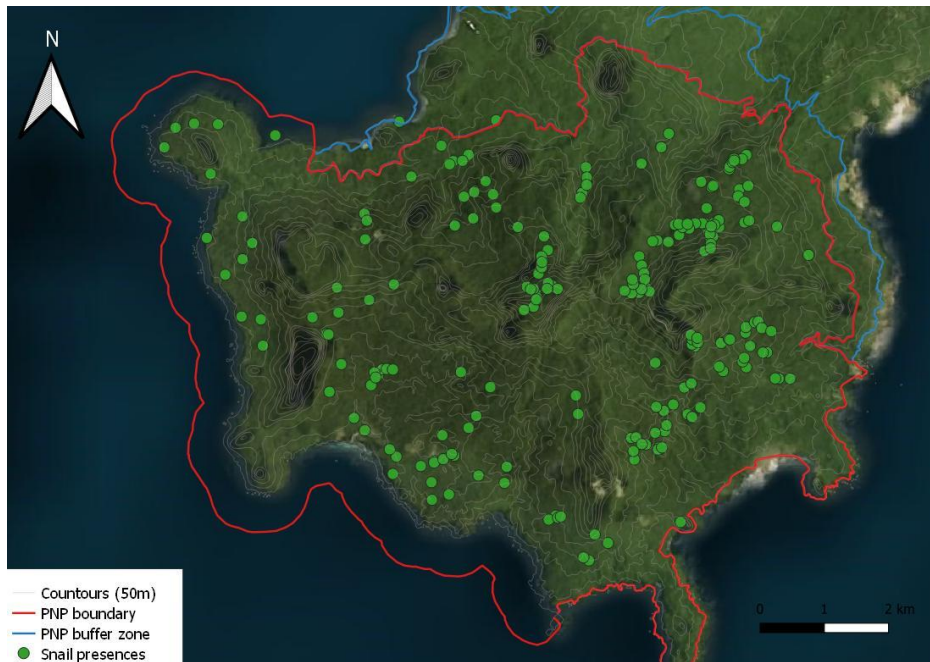 N
Countours (50m)
PNP boundary
PNP buffer zone
Snail presences
0 1 2 km